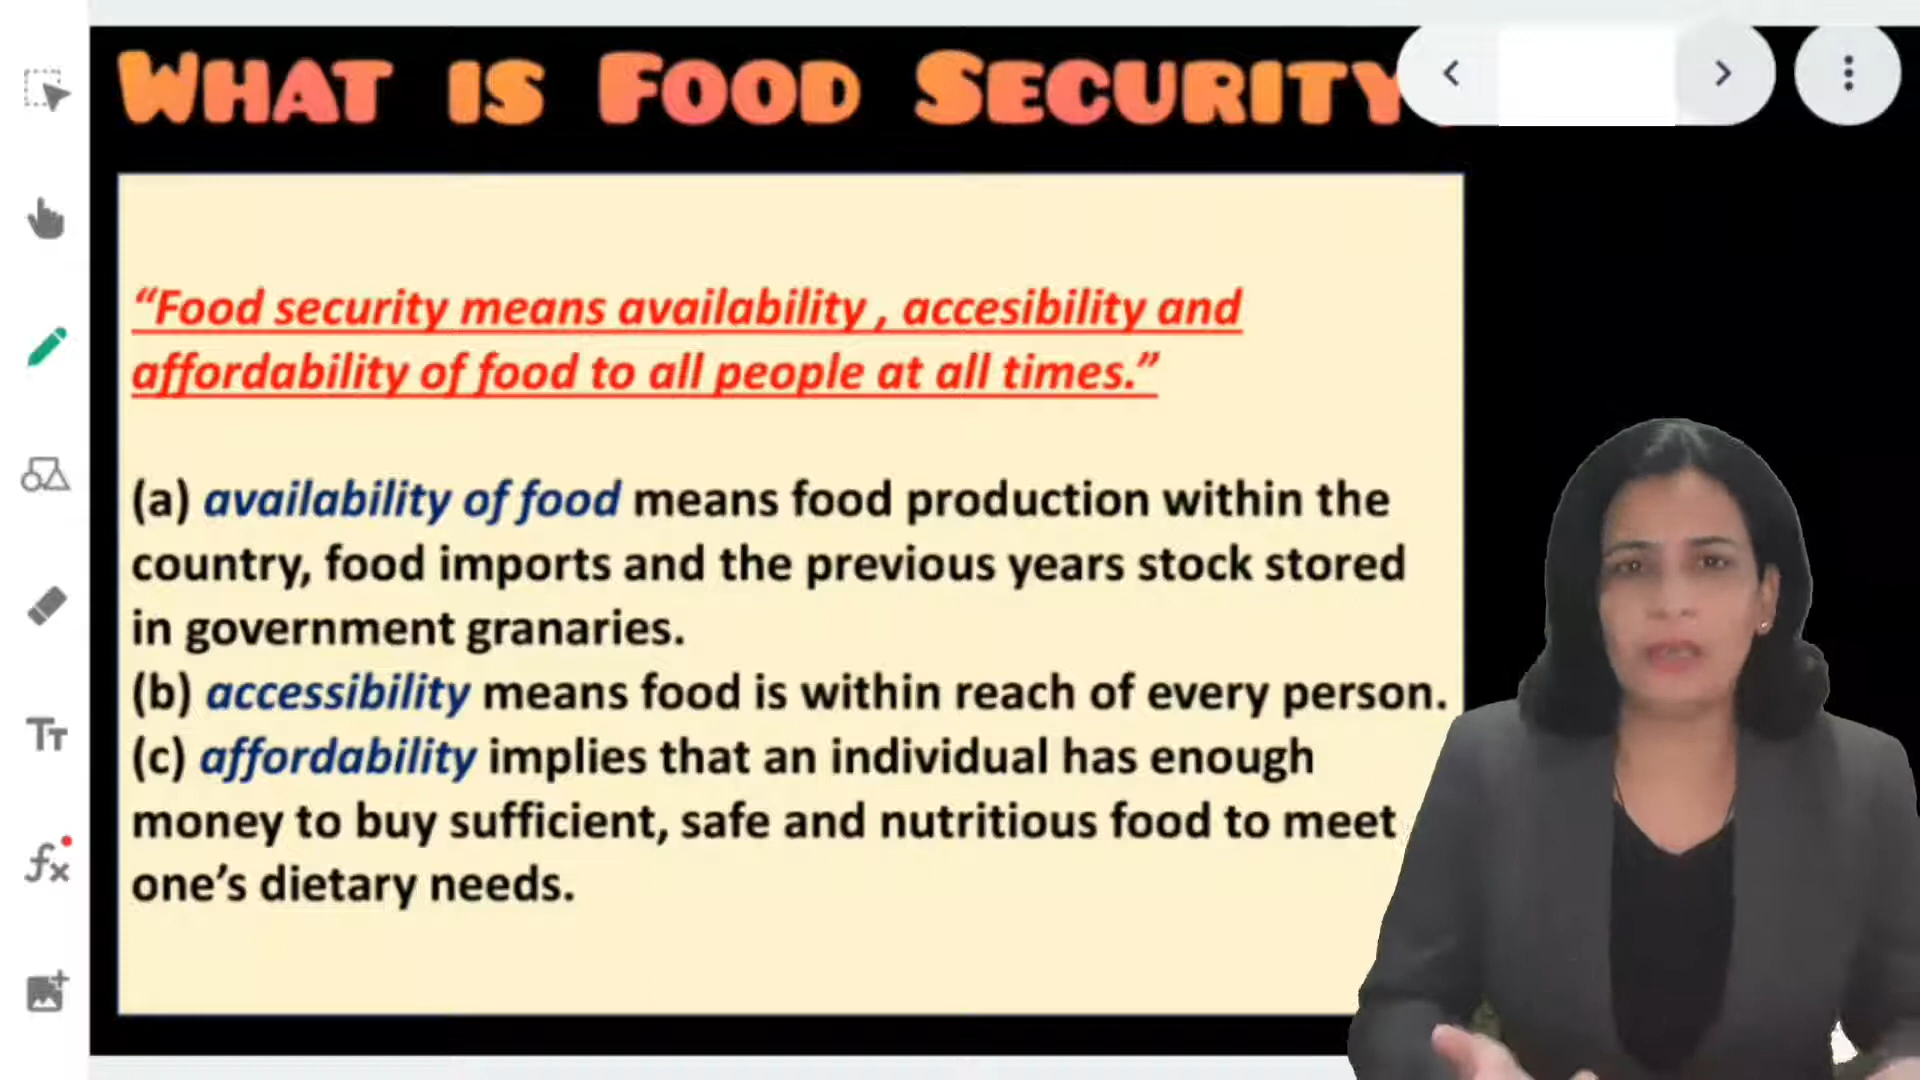 WHAT IS FOOD SECURITY
“Food security means availability , accesibility and
affordability of food to all people at all times.”
(a) availability of food means food production within the
country, food imports and the previous years stock stored
in government granaries.
(b) accessibility means food is within reach of every person.
(c) affordability implies that an individual has enough
money to buy sufficient, safe and nutritious food to meet
one’s dietary needs.
TT
fx